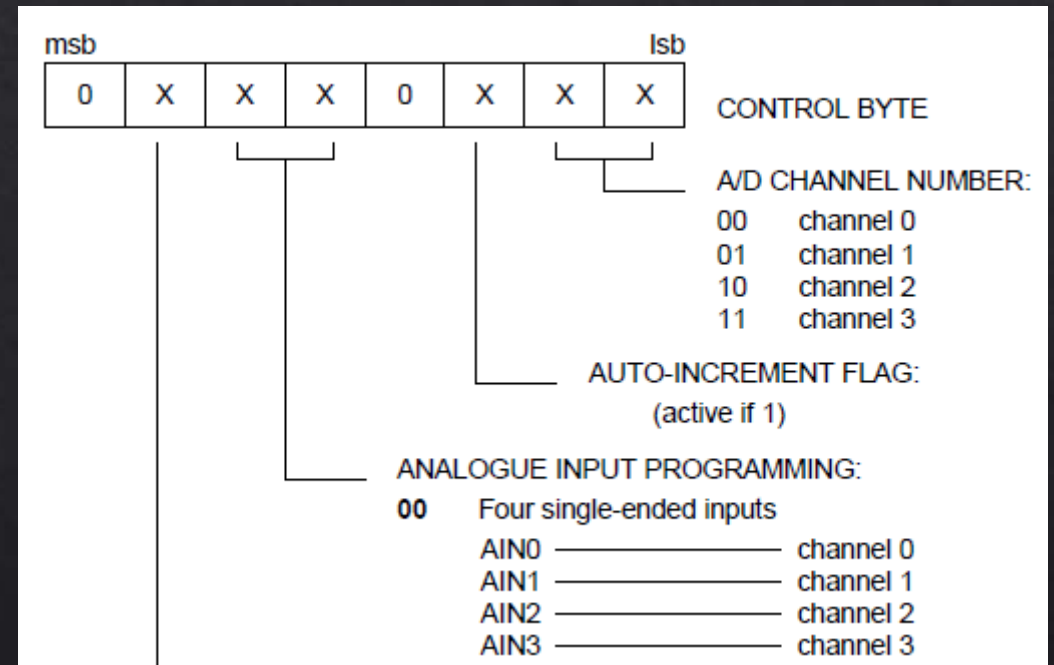 msb lsb
0 X X X 0 X X X
CONTROL BYTE
A/D CHANNEL NUMBER:
00 channel 0
01 channel 1
10 channel 2
11 channel 3
AUTO-INCREMENT FLAG:
(active if 1)
ANALOGUE INPUT PROGRAMMING:
00 Four single-ended inputs
AIN0 channel 0
AIN1 channel 1
AIN2 channel 2
AIN3 channel 3